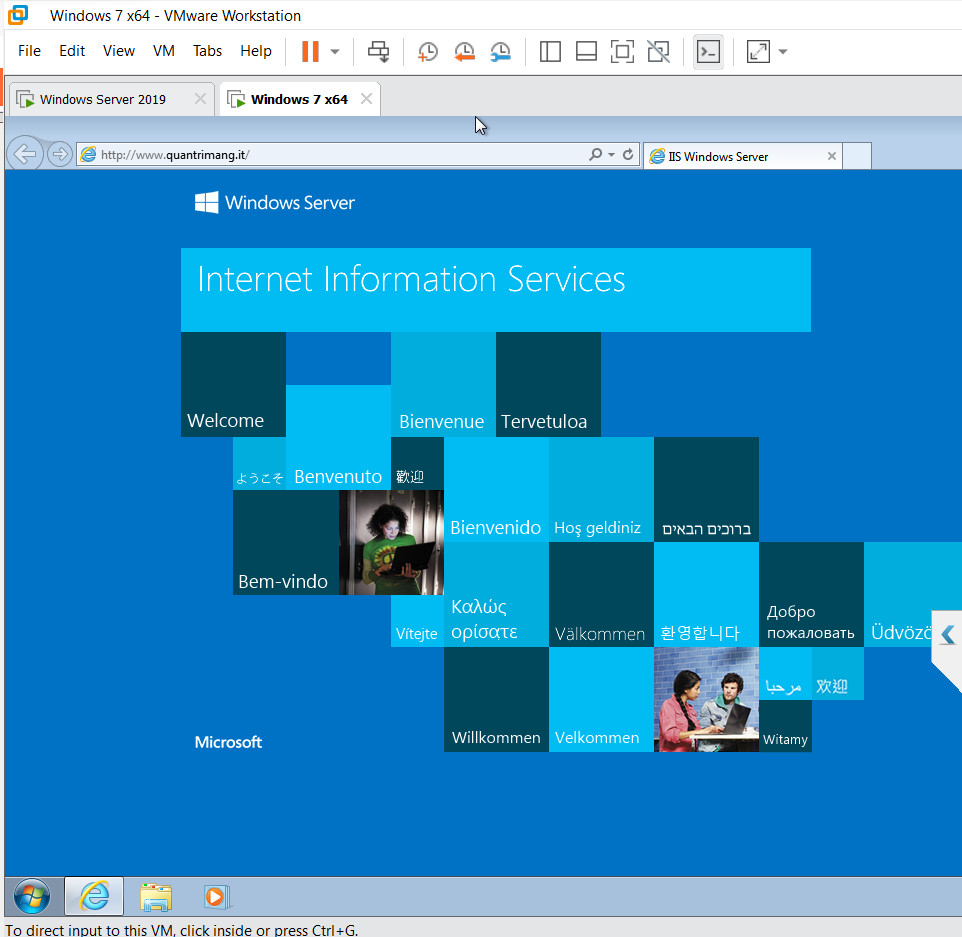 Windows 7 x64 - VMware Workstation
File Edit View VM Tabs Help
Windows Server 2019
Windows 7 x64
http://www.quantrimang.it/
IIS Windows Server
Windows Server
Internet Information Services
Welcome
Bienvenue
Tervetuloa
ようこそ
Benvenuto
歡迎
Bienvenido
Hoş geldiniz
ברוכים הבאים
Bem-vindo
Vítejte
Καλώς
ορίσατε
Välkommen
환영합니다
Добро
пожаловать
Üdvözö
مرحبا
欢迎
Microsoft
Willkommen
Velkommen
Witamy
To direct input to this VM, click inside or press Ctrl+G.